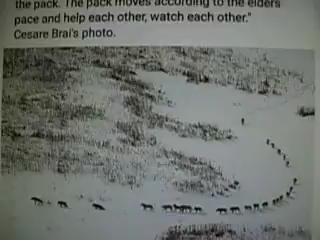 the pack. The pack moves according to the elders
pace and help each other, watch each other."
Cesare Brai's photo.